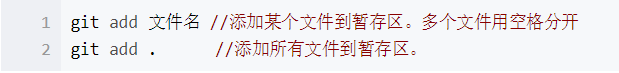 1 git add 文件名 //添加某个文件到暂存区。多个文件用空格分开
2 git add .      //添加所有文件到暂存区。